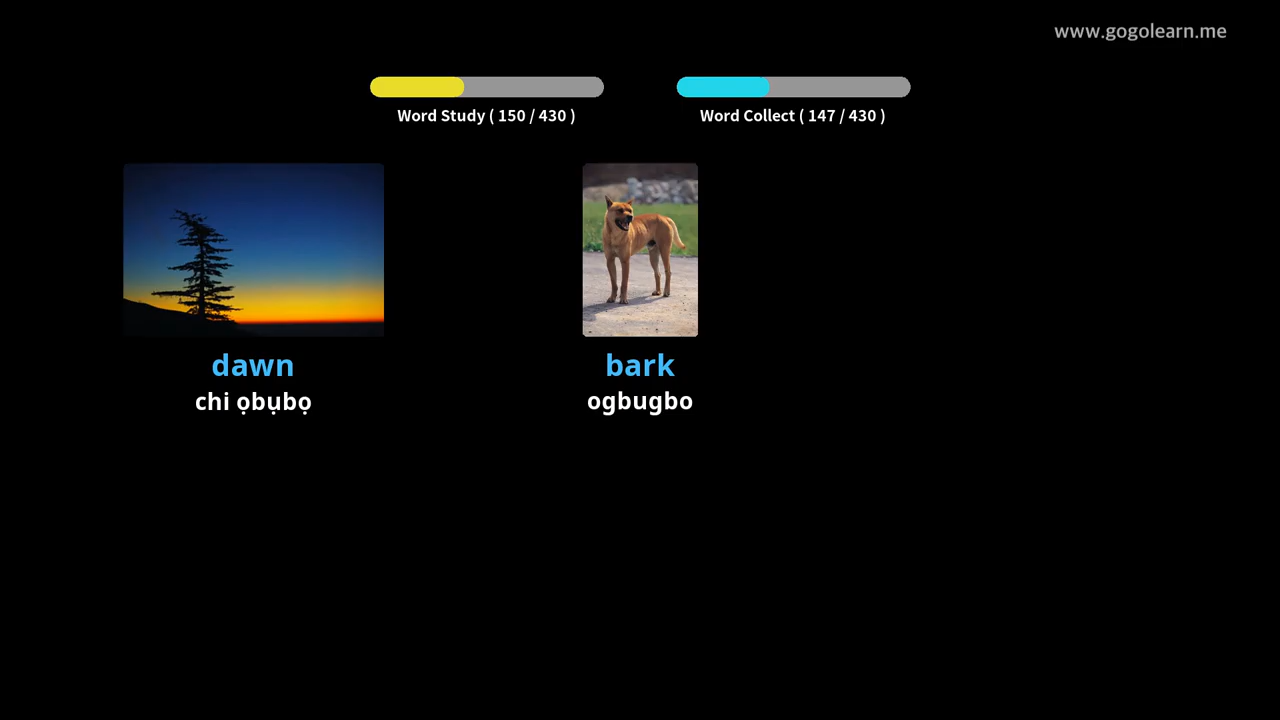 www.gogolearn.me
Word Study ( 150 / 430 )
Word Collect ( 147 / 430 )
dawn
chi ọbụbọ
bark
ogbugbo